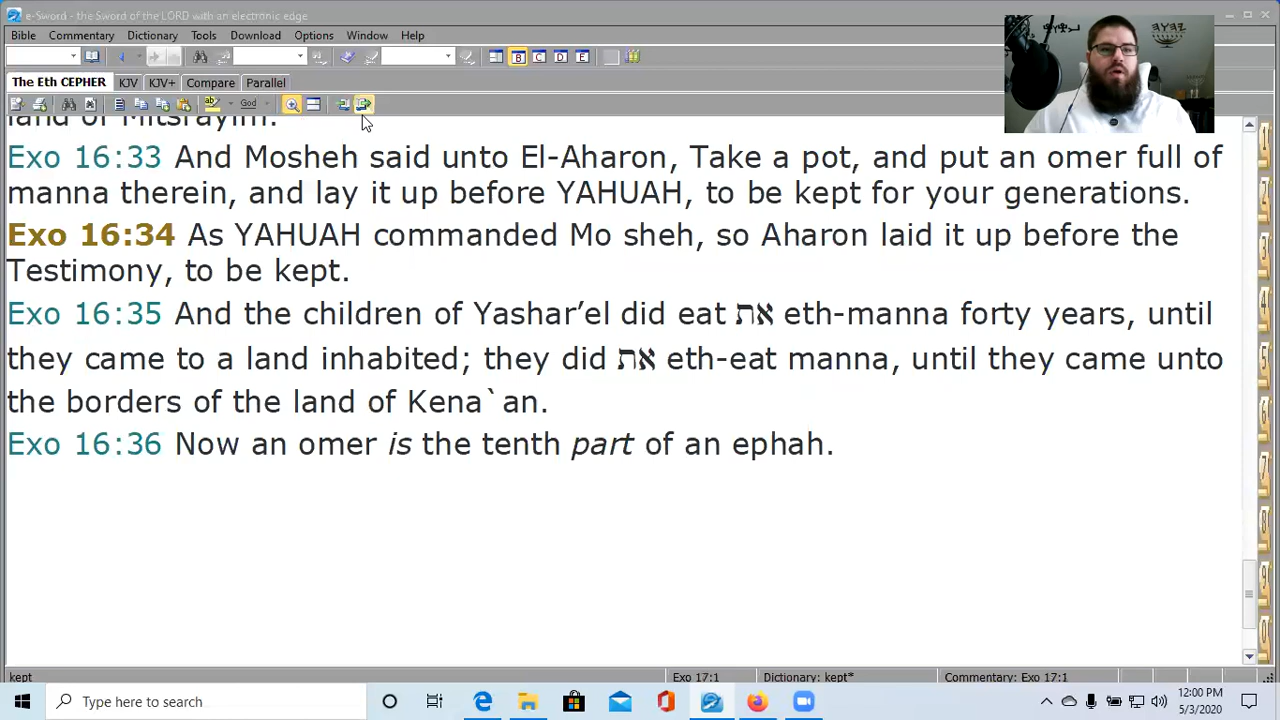 e-Sword - the Sword of the LORD with an electronic edge
Bible Commentary Dictionary Tools Download Options Window Help
B C D E
The Eth CEPHER KJV KJV+ Compare Parallel
God
land of Mitsrayim.
Exo 16:33 And Mosheh said unto El-Aharon, Take a pot, and put an omer full of
manna therein, and lay it up before YAHUAH, to be kept for your generations.
Exo 16:34 As YAHUAH commanded Mo sheh, so Aharon laid it up before the
Testimony, to be kept.
Exo 16:35 And the children of Yashar’el did eat את eth-manna forty years, until
they came to a land inhabited; they did את eth-eat manna, until they came unto
the borders of the land of Kena`an.
Exo 16:36 Now an omer is the tenth part of an ephah.
kept Exo 17:1 Dictionary: kept* Commentary: Exo 17:1
Type here to search
12:00 PM
5/3/2020